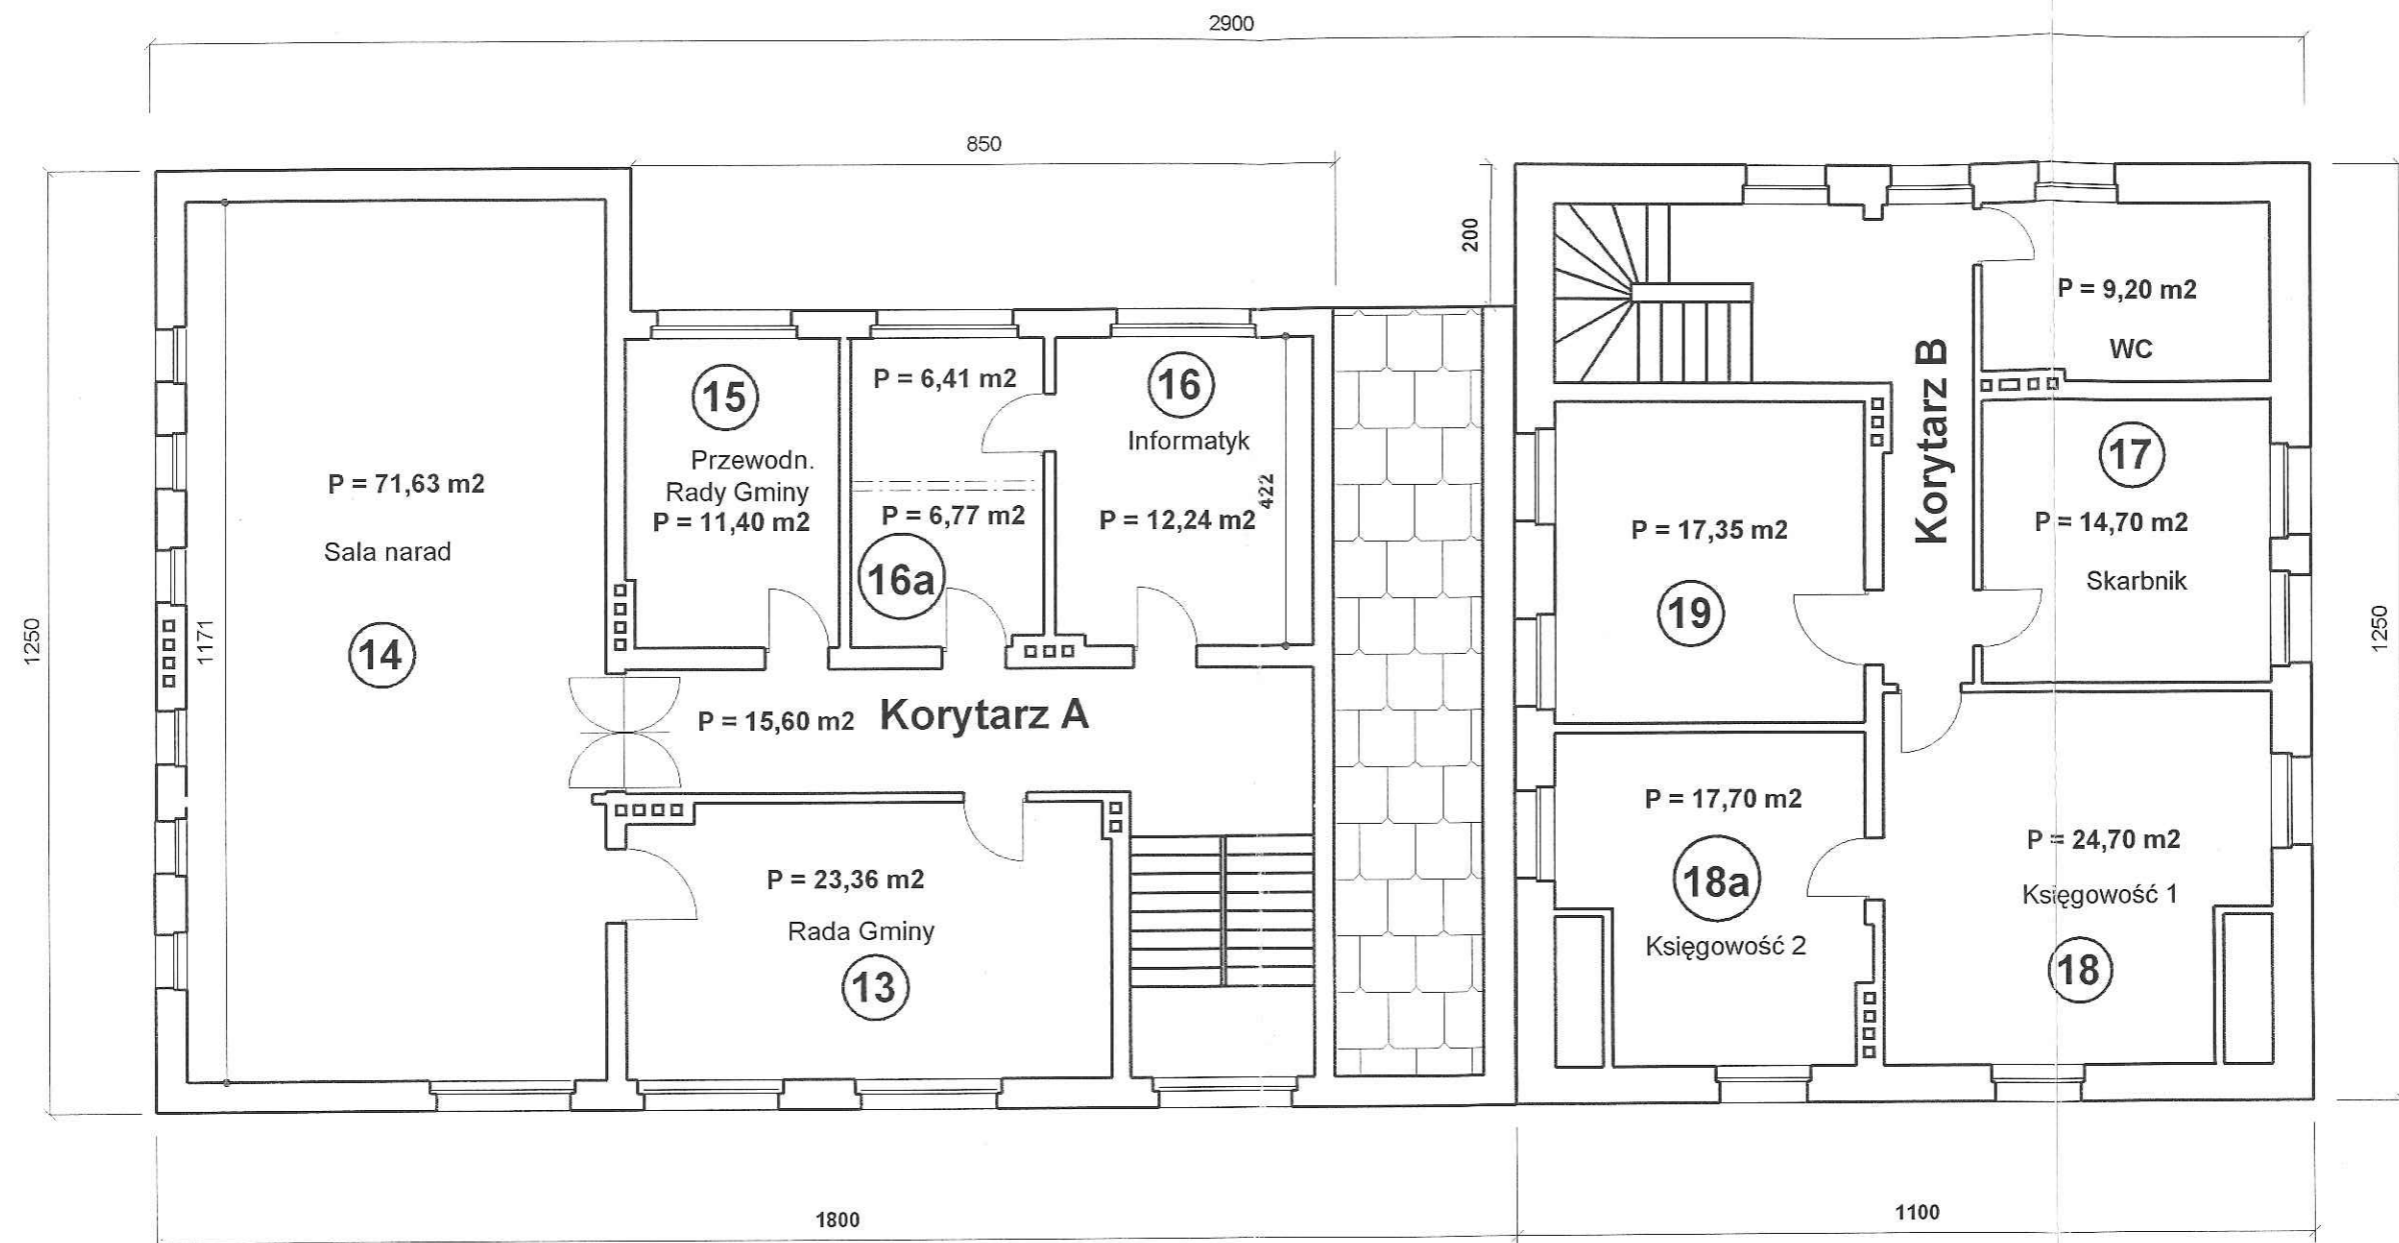 2900
850
200
15
P = 6,41 m2
16
Przewodn.
Rady Gminy
P = 11,40 m2
P = 6,77 m2
16a
Informatyk
P = 12,24 m2
422
P = 71,63 m2
Sala narad
14
1171
1250
P = 15,60 m2
Korytarz A
P = 23,36 m2
Rada Gminy
13
P = 9,20 m2
WC
Korytarz B
17
P = 14,70 m2
Skarbnik
P = 17,35 m2
19
P = 17,70 m2
18a
Księgowość 2
P = 24,70 m2
Księgowość 1
18
1250
1800
1100